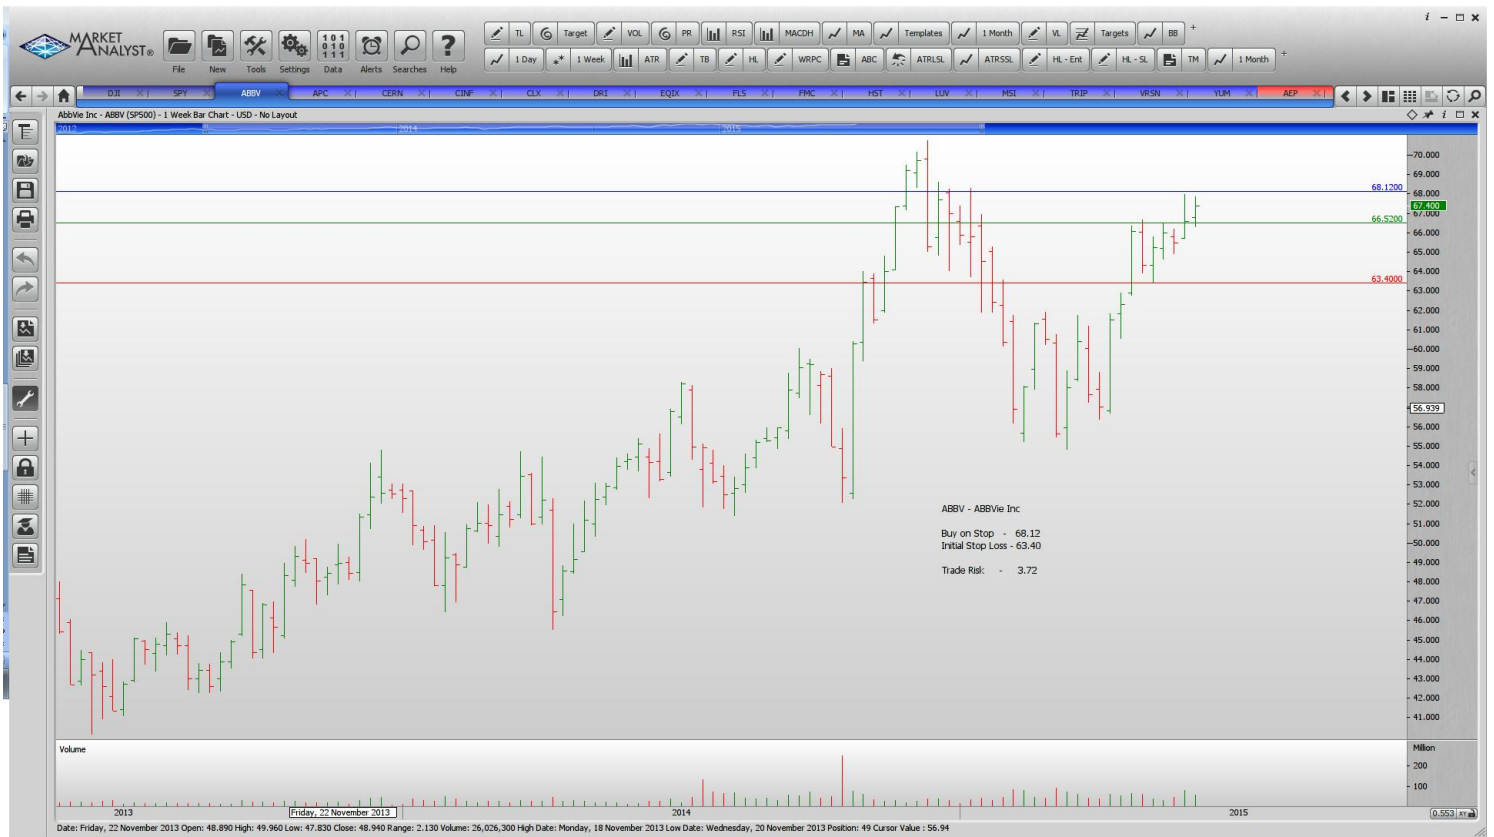 MARKET
ANALYST®
File
New
Tools
Settings
Data
Alerts
Searches
Help
TL
Target
VOL
PR
RSI
MACDH
MA
Templates
1 Month
VL
Targets
BB
1 Day
1 Week
ATR
TB
HL
WRPC
ABC
ATRLSL
ATRSSL
HL - Ent
HL - SL
TM
1 Month
DJI
SPY
ABBV
APC
CERN
CINF
CLX
DRI
EQIX
FLS
FMC
HST
LUV
MSI
TRIP
VRSN
YUM
AEP
AbbVie Inc - ABBV (SP500) - 1 Week Bar Chart - USD - No Layout
2012
2014
2015
70.000
69.000
68.1200
68.000
67.400
67.000
66.5200
66.000
65.000
64.000
63.4000
63.000
62.000
61.000
60.000
59.000
58.000
56.939
56.000
55.000
54.000
53.000
52.000
51.000
50.000
49.000
48.000
47.000
46.000
45.000
44.000
43.000
42.000
41.000
ABBV - ABBVie Inc
Buy on Stop - 68.12
Initial Stop Loss - 63.40
Trade Risk - 3.72
Volume
Million
200
100
2013
Friday, 22 November 2013
2014
2015
0.553 XY
Date: Friday, 22 November 2013 Open: 48.890 High: 49.960 Low: 47.830 Close: 48.940 Range: 2.130 Volume: 26,026,300 High Date: Monday, 18 November 2013 Low Date: Wednesday, 20 November 2013 Position: 49 Cursor Value : 56.94